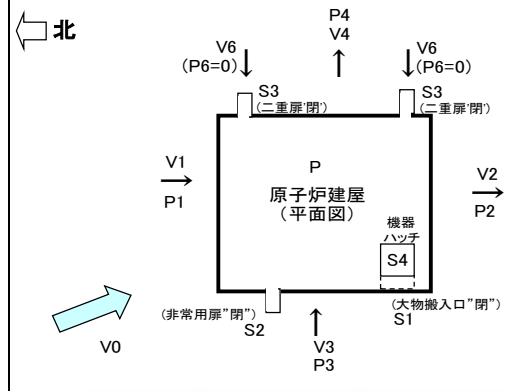 北
P4
V4
V6
(P6=0)
V6
(P6=0)
S3
(二重扉'閉')
S3
(二重扉'閉')
V1
P1
P
原子炉建屋
(平面図)
V2
P2
機器
ハッチ
S4
(非常用扉"閉")
S2
(大物搬入口"閉")
S1
V3
P3
V0